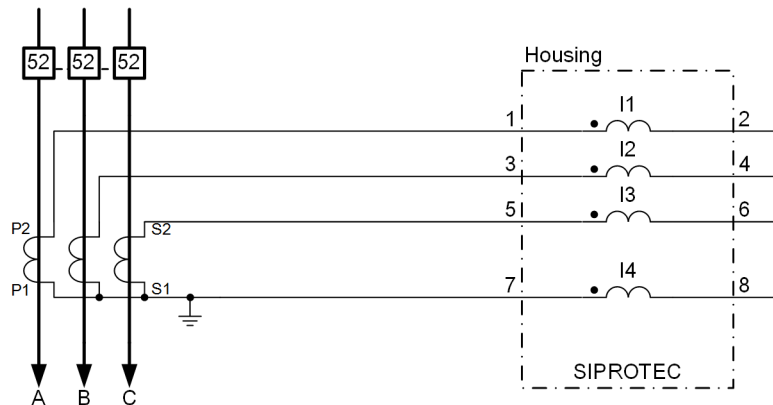 52 52 52
Housing
I1
1 2
I2
3 4
I3
5 6
P2 S2
P1 S1
I4
7 8
SIPROTEC
A B C